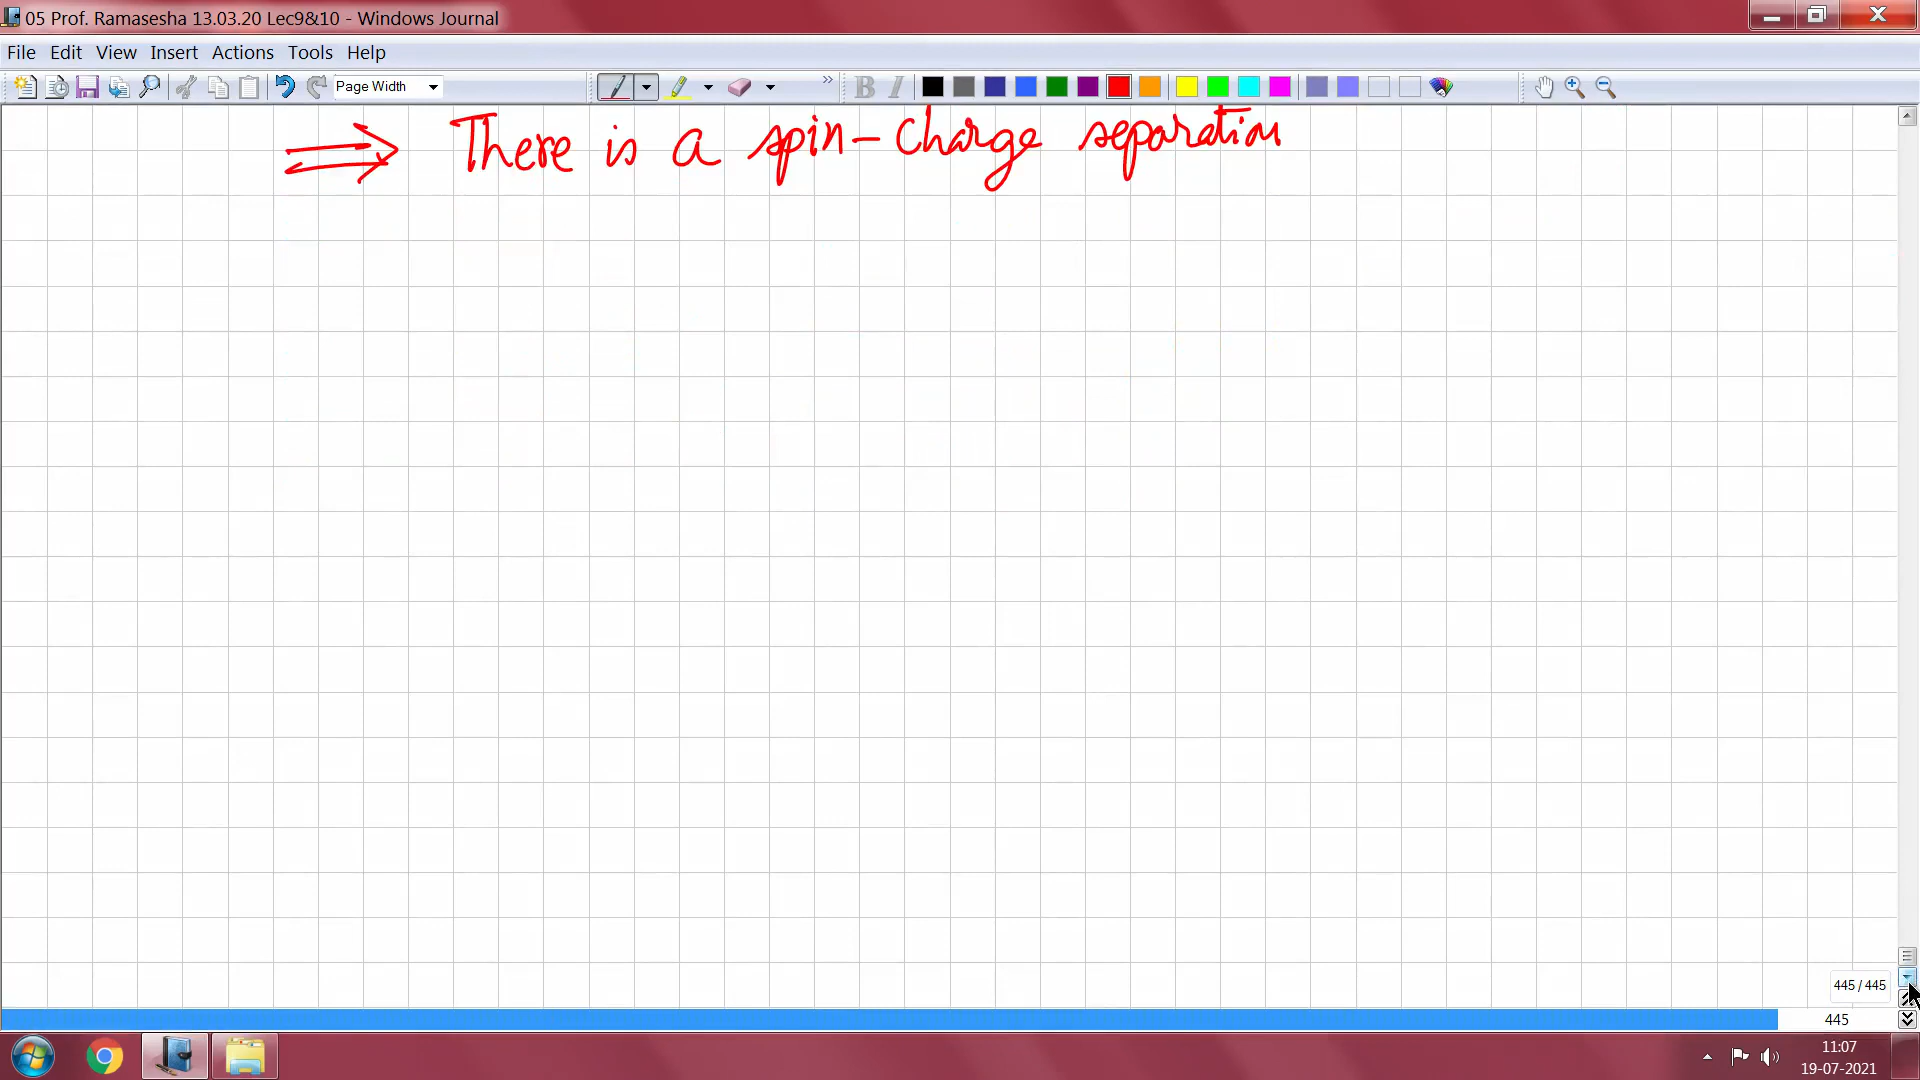 05 Prof. Ramasesha 13.03.20 Lec9&10 - Windows Journal
File Edit View Insert Actions Tools Help
Page Width
B I
⇒ There is a spin-charge separation
445 / 445
445
11:07
19-07-2021